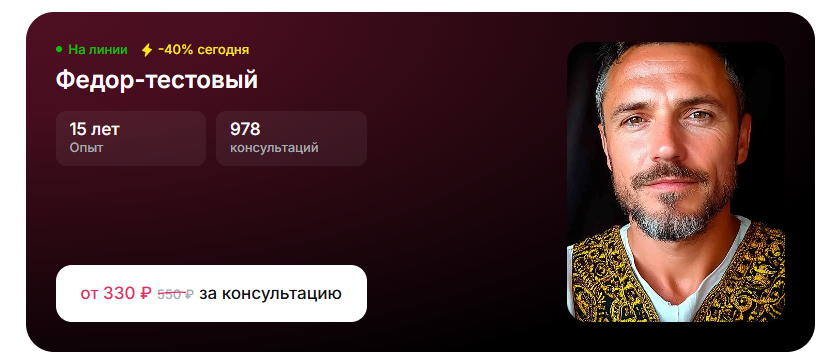 На линии ⚡ -40% сегодня
Федор-тестовый
15 лет 978
Опыт консультаций
от 330 ₽ 550 ₽ за консультацию